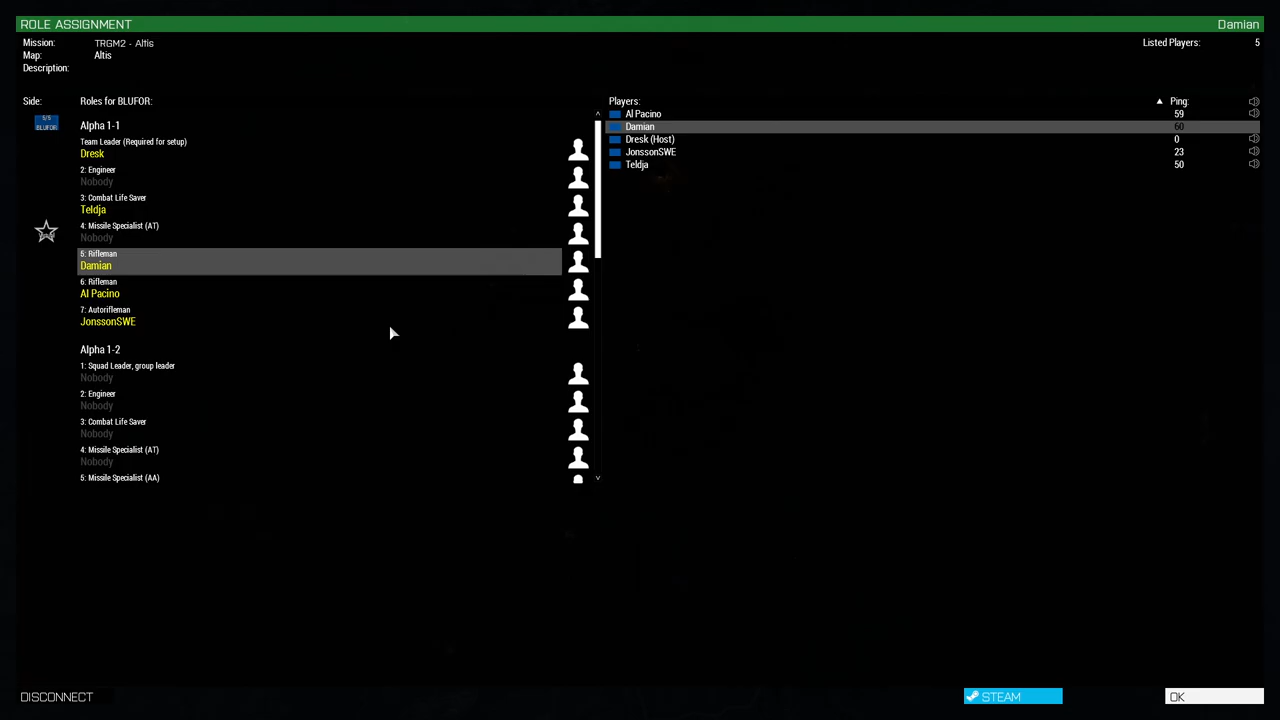 ROLE ASSIGNMENT Damian
Mission: TRGM2 - Altis Listed Players: 5
Map: Altis
Description:
Side: Roles for BLUFOR: Players: Ping:
5/5
BLUFOR
Alpha 1-1
Team Leader (Required for setup)
Dresk
2: Engineer
Nobody
3: Combat Life Saver
Teldja
4: Missile Specialist (AT)
Nobody
5: Rifleman
Damian
6: Rifleman
Al Pacino
7: Autorifleman
JonssonSWE
Alpha 1-2
1: Squad Leader, group leader
Nobody
2: Engineer
Nobody
3: Combat Life Saver
Nobody
4: Missile Specialist (AT)
Nobody
5: Missile Specialist (AA)
Al Pacino 59
Damian 60
Dresk (Host) 0
JonssonSWE 23
Teldja 50
DISCONNECT STEAM OK